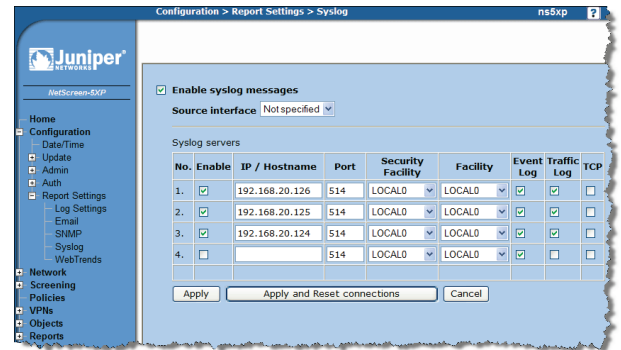 Configuration > Report Settings > Syslog
ns5xp ?
Juniper®
NETWORKS
NetScreen-5XP
Home
Configuration
Date/Time
Update
Admin
Auth
Report Settings
Log Settings
Email
SNMP
Syslog
WebTrends
Network
Screening
Policies
VPNs
Objects
Reports
Enable syslog messages
Source interface Not specified
Syslog servers
No. Enable IP / Hostname Port Security Facility Facility Event Log Traffic Log TCP
1. 192.168.20.126 514 LOCAL0 LOCAL0
2. 192.168.20.125 514 LOCAL0 LOCAL0
3. 192.168.20.124 514 LOCAL0 LOCAL0
4. 514 LOCAL0 LOCAL0
Apply Apply and Reset connections Cancel